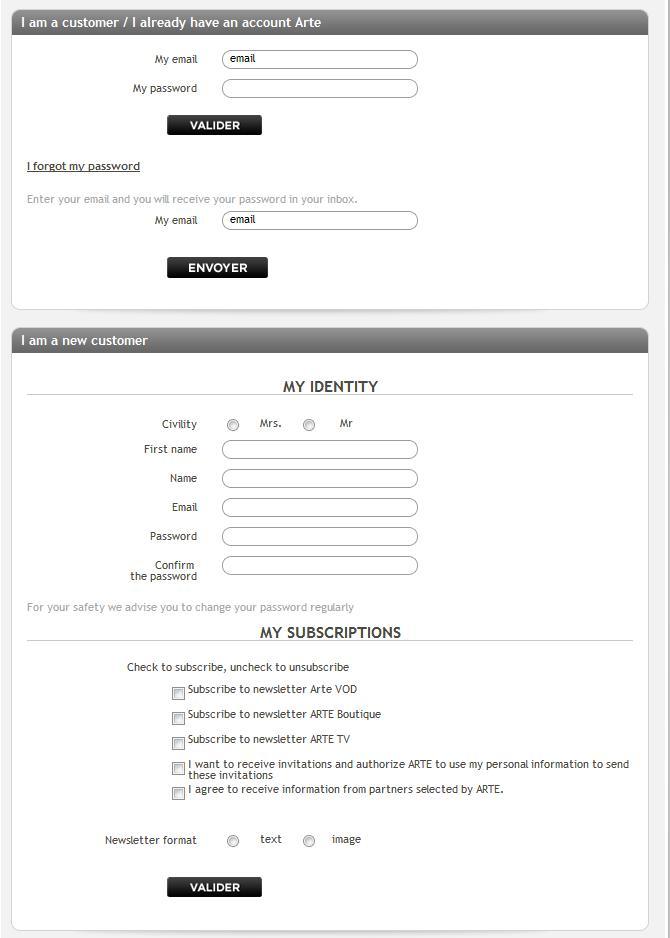 I am a customer / I already have an account Arte
My email email
My password
VALIDER
I forgot my password
Enter your email and you will receive your password in your inbox.
My email email
ENVOYER
I am a new customer
MY IDENTITY
Civility Mrs. Mr
First name
Name
Email
Password
Confirm
the password
For your safety we advise you to change your password regularly
MY SUBSCRIPTIONS
Check to subscribe, uncheck to unsubscribe
Subscribe to newsletter Arte VOD
Subscribe to newsletter ARTE Boutique
Subscribe to newsletter ARTE TV
I want to receive invitations and authorize ARTE to use my personal information to send
these invitations
I agree to receive information from partners selected by ARTE.
Newsletter format text image
VALIDER